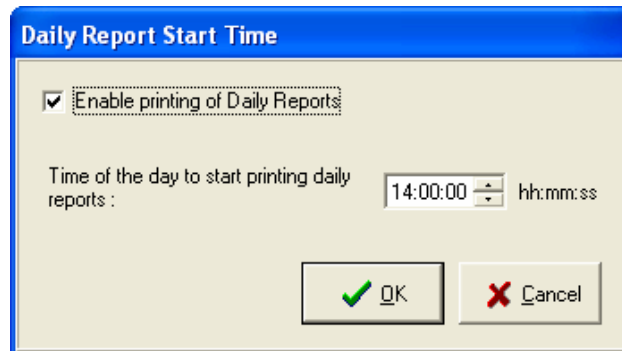 Daily Report Start Time
Enable printing of Daily Reports
Time of the day to start printing daily
reports :
14:00:00 hh:mm:ss
OK Cancel